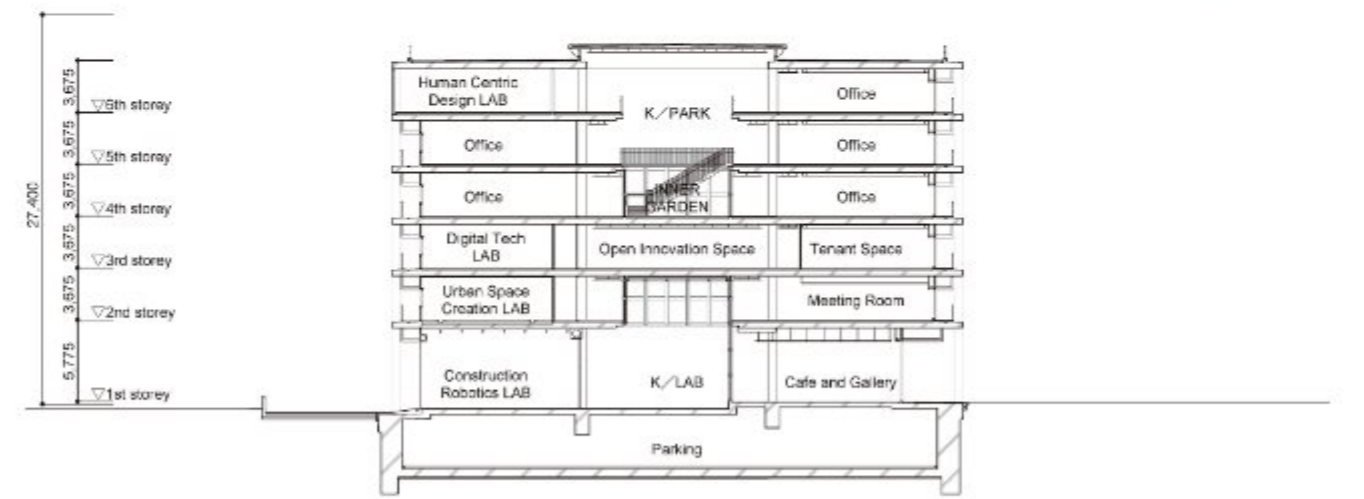 27,400
3,675
3,675
3,675
3,675
3,675
5,775
▽6th storey
▽5th storey
▽4th storey
▽3rd storey
▽2nd storey
▽1st storey
Human Centric
Design LAB
K/PARK
Office
Office
Office
Office
INNER
GARDEN
Office
Digital Tech
LAB
Open Innovation Space
Tenant Space
Urban Space
Creation LAB
Meeting Room
Construction
Robotics LAB
K/LAB
Cafe and Gallery
Parking